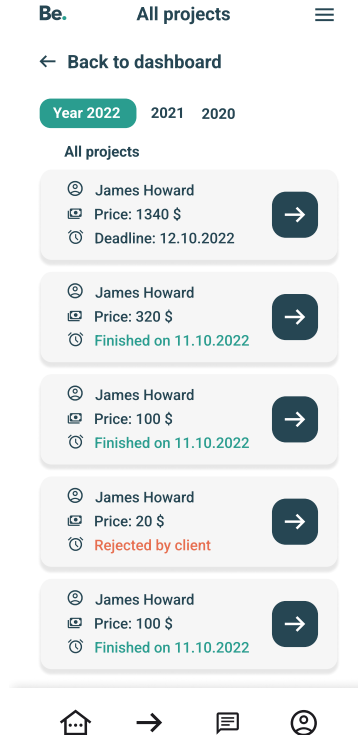 Be.
All projects
Back to dashboard
Year 2022
2021
2020
All projects
James Howard
Price: 1340 $
Deadline: 12.10.2022
James Howard
Price: 320 $
Finished on 11.10.2022
James Howard
Price: 100 $
Finished on 11.10.2022
James Howard
Price: 20 $
Rejected by client
James Howard
Price: 100 $
Finished on 11.10.2022